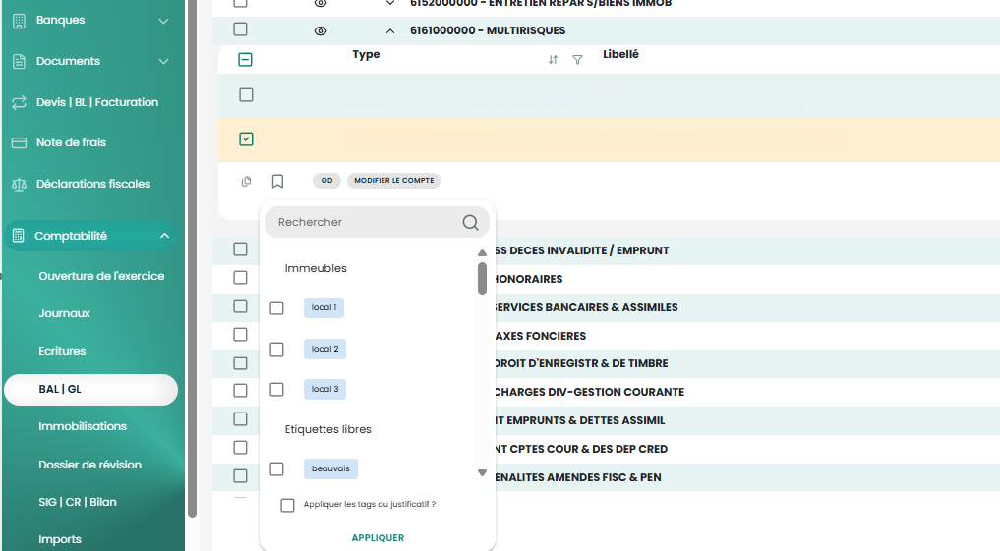 Banques
Documents
Devis | BL | Facturation
Note de frais
Déclarations fiscales
Comptabilité
Ouverture de l'exercice
Journaux
Ecritures
BAL | GL
Immobilisations
Dossier de révision
SIG | CR | Bilan
Imports
6152000000 - ENTRETIEN REPAR S/BIENS IMMOB
6161000000 - MULTIRISQUES
Type Libellé
OD MODIFIER LE COMPTE
Rechercher
Immeubles
local 1
local 2
local 3
Etiquettes libres
beauvais
Appliquer les tags au justificatif ?
APPLIQUER
SS DECES INVALIDITE / EMPRUNT
HONORAIRES
SERVICES BANCAIRES & ASSIMILES
AXES FONCIERES
DROIT D'ENREGISTR & DE TIMBRE
CHARGES DIV-GESTION COURANTE
IT EMPRUNTS & DETTES ASSIMIL
NT CPTES COUR & DES DEP CRED
ENALITES AMENDES FISC & PEN